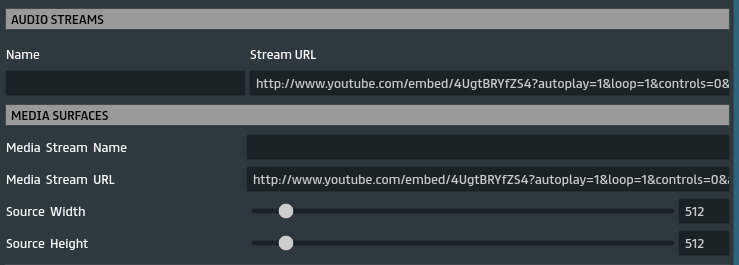 AUDIO STREAMS
Name Stream URL
http://www.youtube.com/embed/4UgtBRYfZS4?autoplay=1&loop=1&controls=0&
MEDIA SURFACES
Media Stream Name
Media Stream URL http://www.youtube.com/embed/4UgtBRYfZS4?autoplay=1&loop=1&controls=0&
Source Width 512
Source Height 512